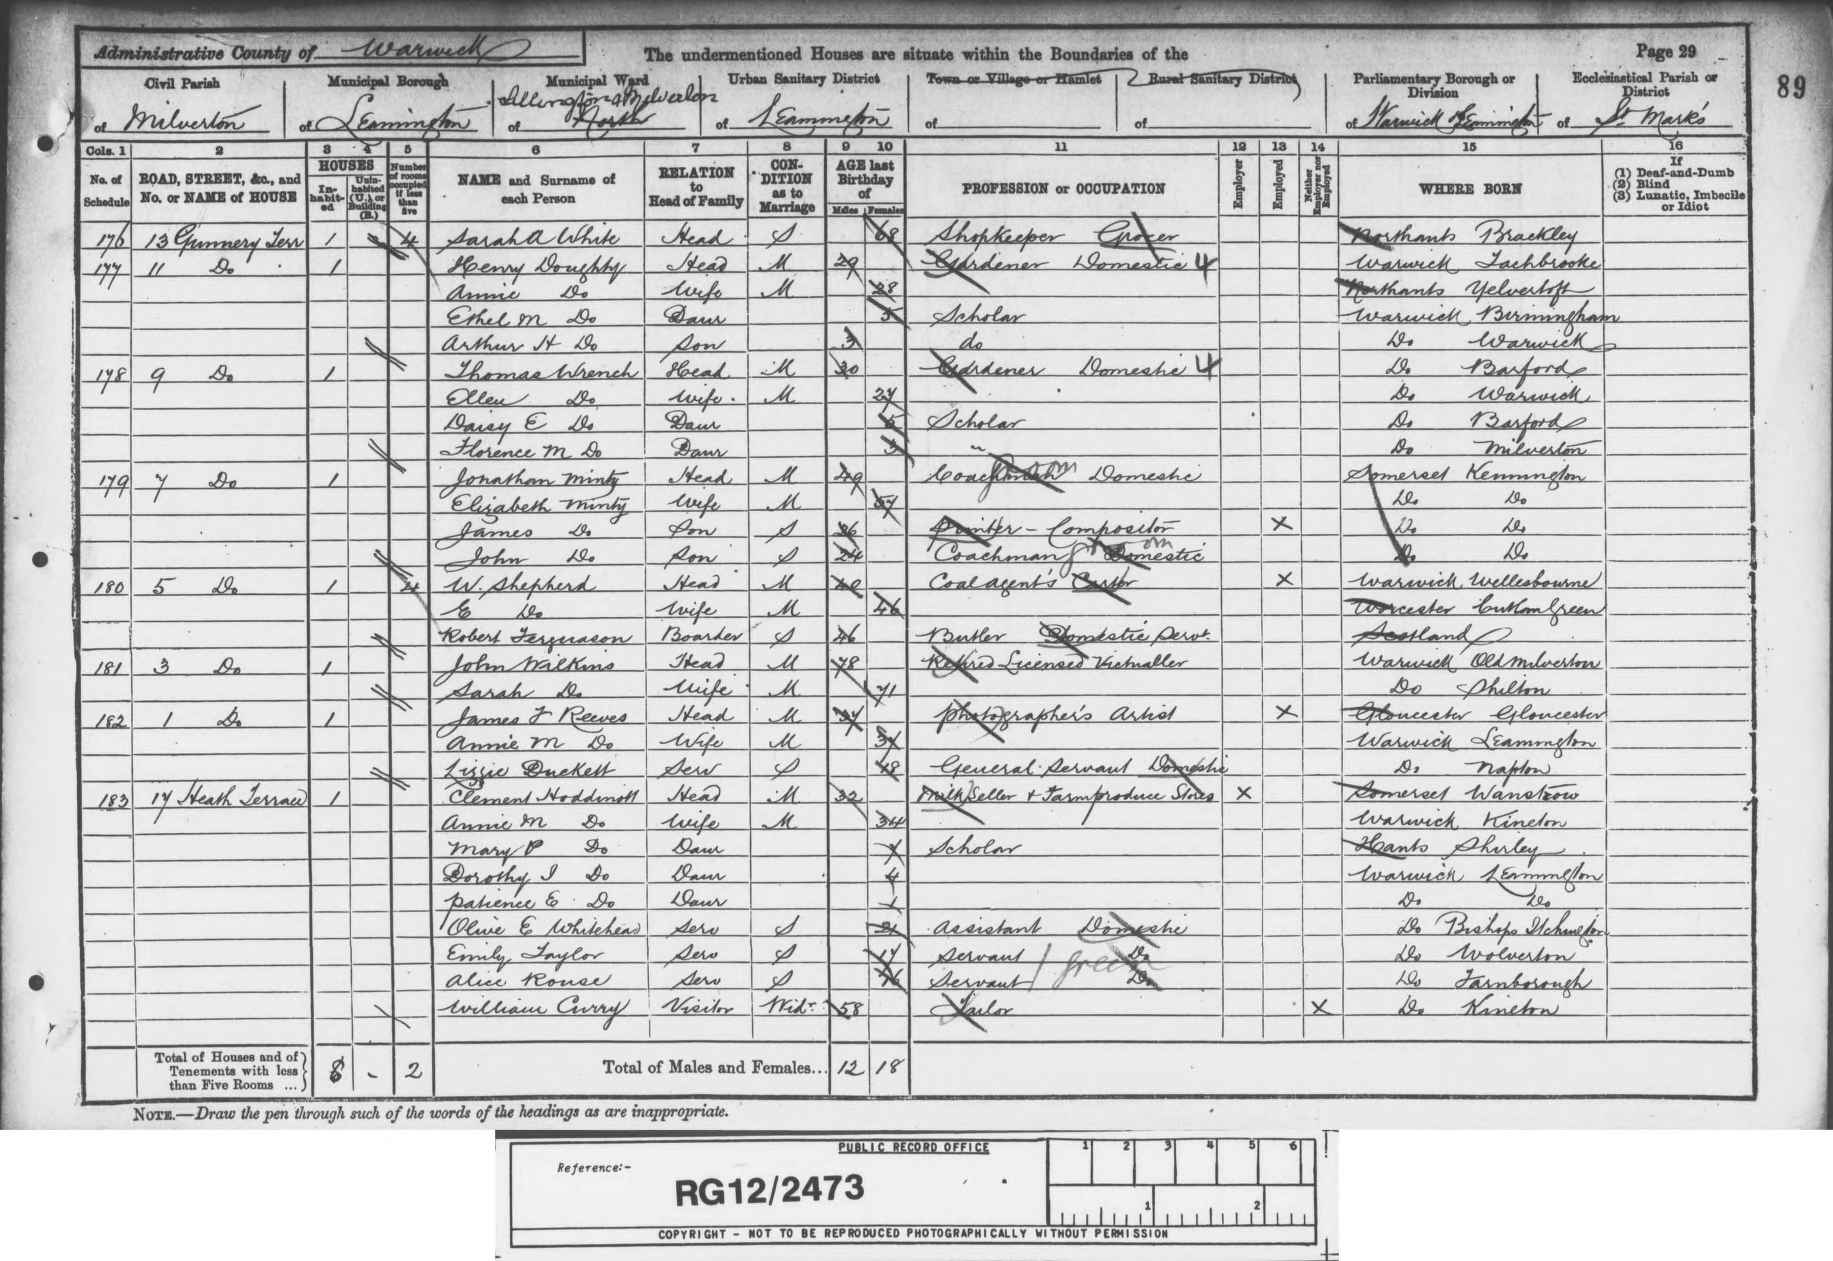 Administrative County of Warwick The undermentioned Houses are situate within the Boundaries of the Page 29
89
Civil Parish Municipal Borough Municipal Ward Urban Sanitary District Town or Village or Hamlet Rural Sanitary District Parliamentary Borough or Division Ecclesiastical Parish or District
of Milverton of Leamington of Milverton North of Leamington of of of Warwick & Leamington of St Mark's
Cols. 1 2 3 4 5 6 7 8 9 10 11 12 13 14 15 16
No. of Schedule ROAD, STREET, &c., and No. or NAME of HOUSE HOUSES Inhabited Uninhabited (U.) or Building (B.) Number of rooms occupied if less than five NAME and Surname of each Person RELATION to Head of Family CONDITION as to Marriage AGE last Birthday of Males Females PROFESSION or OCCUPATION Employer Employed Neither Employer nor Employed WHERE BORN If (1) Deaf-and-Dumb (2) Blind (3) Lunatic, Imbecile or Idiot
176 13 Gunnery Terr 1 4 Sarah A White Head S 68 Shopkeeper Grocer Northants Brackley
177 11 Do 1 Henry Doughty Head M 29 Gardener Domestic 4 Warwick Tachbrooke
Annie Do Wife M 28 Northants Yelvertoft
Ethel M Do Daur 5 Scholar Warwick Birmingham
Arthur H Do Son 3 do Do Warwick
178 9 Do 1 Thomas Wrench Head M 30 Gardener Domestic 4 Do Barford
Ellen Do Wife M 27 Do Warwick
Daisy E Do Daur 5 Scholar Do Barford
Florence M Do Daur 3 " Do Milverton
179 7 Do 1 Jonathan Minty Head M 49 Coachman Domestic Somerset Kennington
Elizabeth Minty Wife M 57 Do Do
James Do Son S 26 Printer - Compositor × Do Do
John Do Son S 24 Coachman Groom Domestic Do Do
180 5 Do 1 4 W. Shepherd Head M 40 Coal agent's Carter × Warwick Wellesbourne
E Do Wife M 46 Worcester
Robert Ferguason Boarder S 46 Butler Domestic Servt. Scotland
181 3 Do 1 John Wilkins Head M 78 Retired Licensed Victualler Warwick Old Milverton
Sarah Do Wife M 71 Do Shilton
182 1 Do 1 James F Reeves Head M 37 Photographer's Artist × Gloucester Gloucester
Annie M Do Wife M 37 Warwick Leamington
Lizzie Duckett Serv S 18 General Servant Domestic Do Napton
183 17 Heath Terrace 1 Clement Hoddinott Head M 32 Milk Seller & Farmproduce Stores × Somerset Wanstrow
Annie M Do Wife M 34 Warwick Kineton
Mary P Do Daur Scholar Hants Shirley
Dorothy I Do Daur 4 Warwick Leamington
Patience E Do Daur Do Do
Olive E Whitehead Serv S 21 Assistant Domestic Do Bishops Itchington
Emily Taylor Serv S 17 Servant Do Do Wolverton
Alice Rouse Serv S 16 Servant Do Do Farnborough
William Curry Visitor Widr 58 Tailor × Do Kineton
Total of Houses and of Tenements with less than Five Rooms ... 8 - 2 Total of Males and Females... 12 18
NOTE.—Draw the pen through such of the words of the headings as are inappropriate.
PUBLIC RECORD OFFICE 1 2 3 4 5 6
Reference:-
RG12/2473
1 2
COPYRIGHT - NOT TO BE REPRODUCED PHOTOGRAPHICALLY WITHOUT PERMISSION